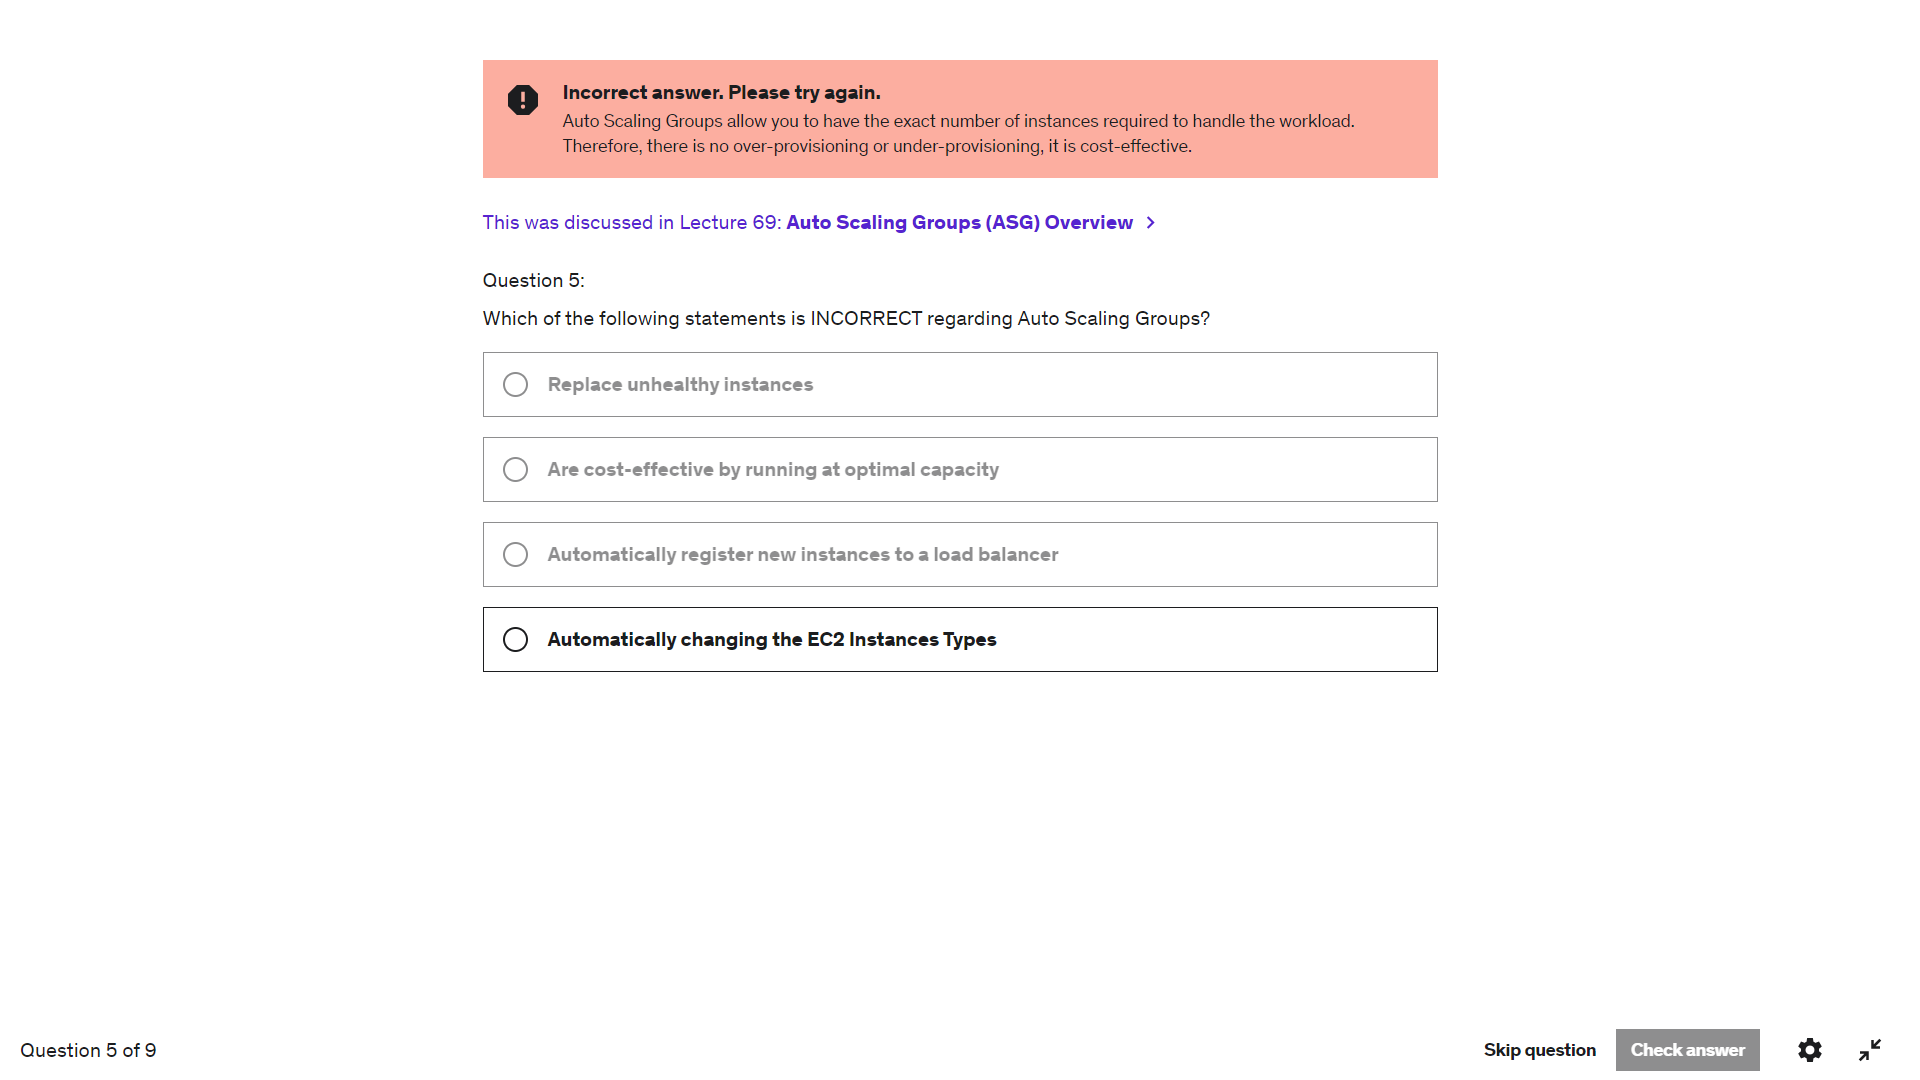 Incorrect answer. Please try again.
Auto Scaling Groups allow you to have the exact number of instances required to handle the workload.
Therefore, there is no over-provisioning or under-provisioning, it is cost-effective.
This was discussed in Lecture 69: Auto Scaling Groups (ASG) Overview
Question 5:
Which of the following statements is INCORRECT regarding Auto Scaling Groups?
Replace unhealthy instances
Are cost-effective by running at optimal capacity
Automatically register new instances to a load balancer
Automatically changing the EC2 Instances Types
Question 5 of 9
Skip question
Check answer